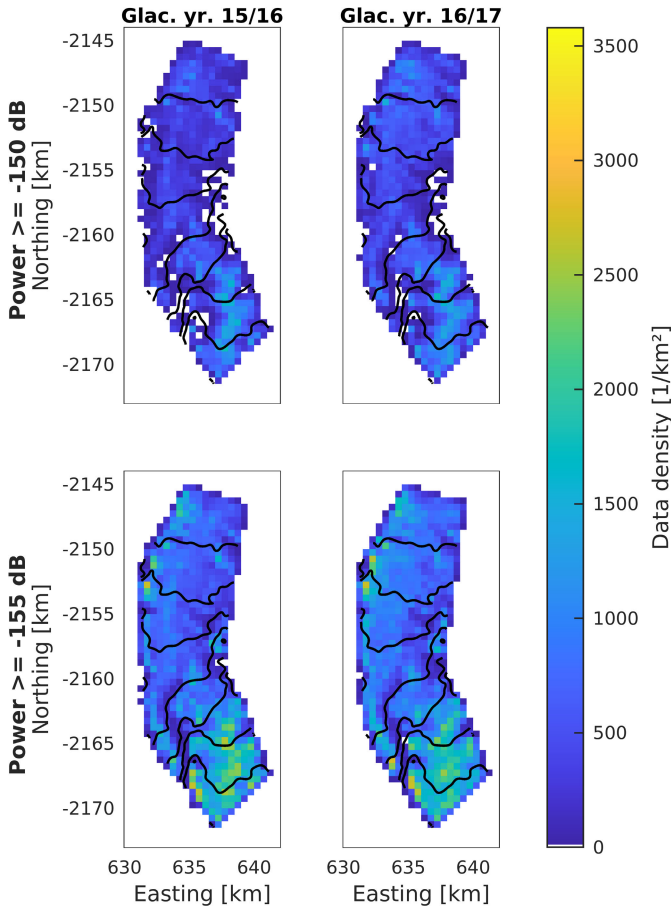 Glac. yr. 15/16
Glac. yr. 16/17
Power >= -150 dB
Northing [km]
-2145
-2150
-2155
-2160
-2165
-2170
Power >= -155 dB
Northing [km]
-2145
-2150
-2155
-2160
-2165
-2170
630
635
640
Easting [km]
630
635
640
Easting [km]
3500
3000
2500
2000
1500
1000
500
0
Data density [1/km²]